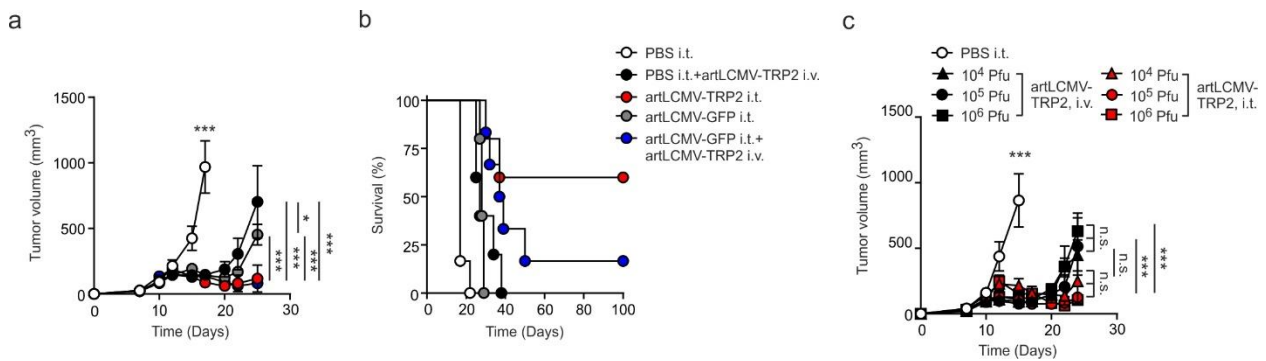 a
b
c
PBS i.t.
PBS i.t.+artLCMV-TRP2 i.v.
artLCMV-TRP2 i.t.
artLCMV-GFP i.t.
artLCMV-GFP i.t.+
artLCMV-TRP2 i.v.
1500
1000
500
0
Tumor volume (mm³)
***
*
***
***
***
***
0
10
20
30
Time (Days)
100
75
50
25
0
Survival (%)
0
20
40
60
80
100
Time (Days)
PBS i.t.
10⁴ Pfu
10⁵ Pfu
10⁶ Pfu
artLCMV-
TRP2, i.v.
10⁴ Pfu
10⁵ Pfu
10⁶ Pfu
artLCMV-
TRP2, i.t.
1500
1000
500
0
Tumor volume (mm³)
***
n.s.
n.s.
n.s.
***
***
0
10
20
30
Time (Days)